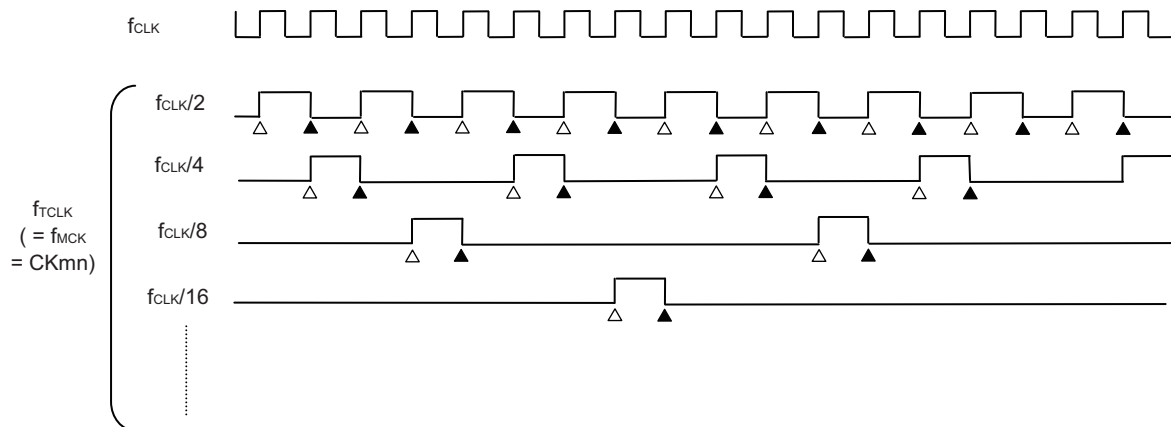 fCLK
fCLK/2
fCLK/4
fTCLK
( = fMCK
= CKmn)
fCLK/8
fCLK/16